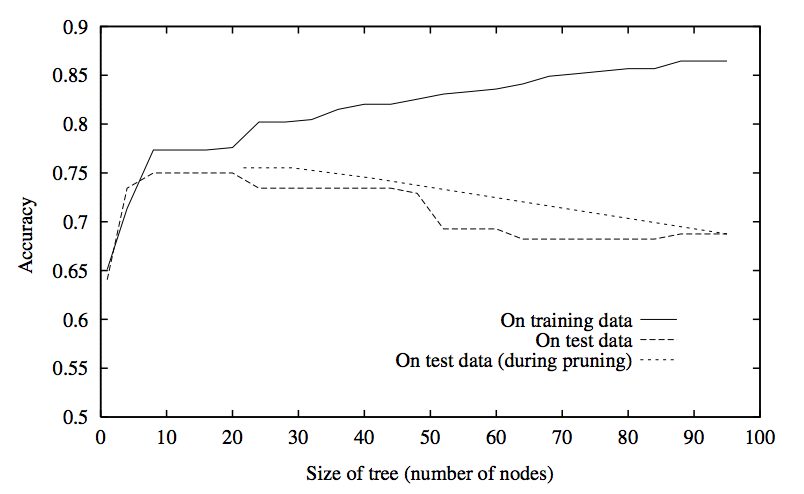 0.9
0.85
0.8
0.75
0.7
0.65
0.6
0.55
0.5
Accuracy
On training data
On test data
On test data (during pruning)
0 10 20 30 40 50 60 70 80 90 100
Size of tree (number of nodes)